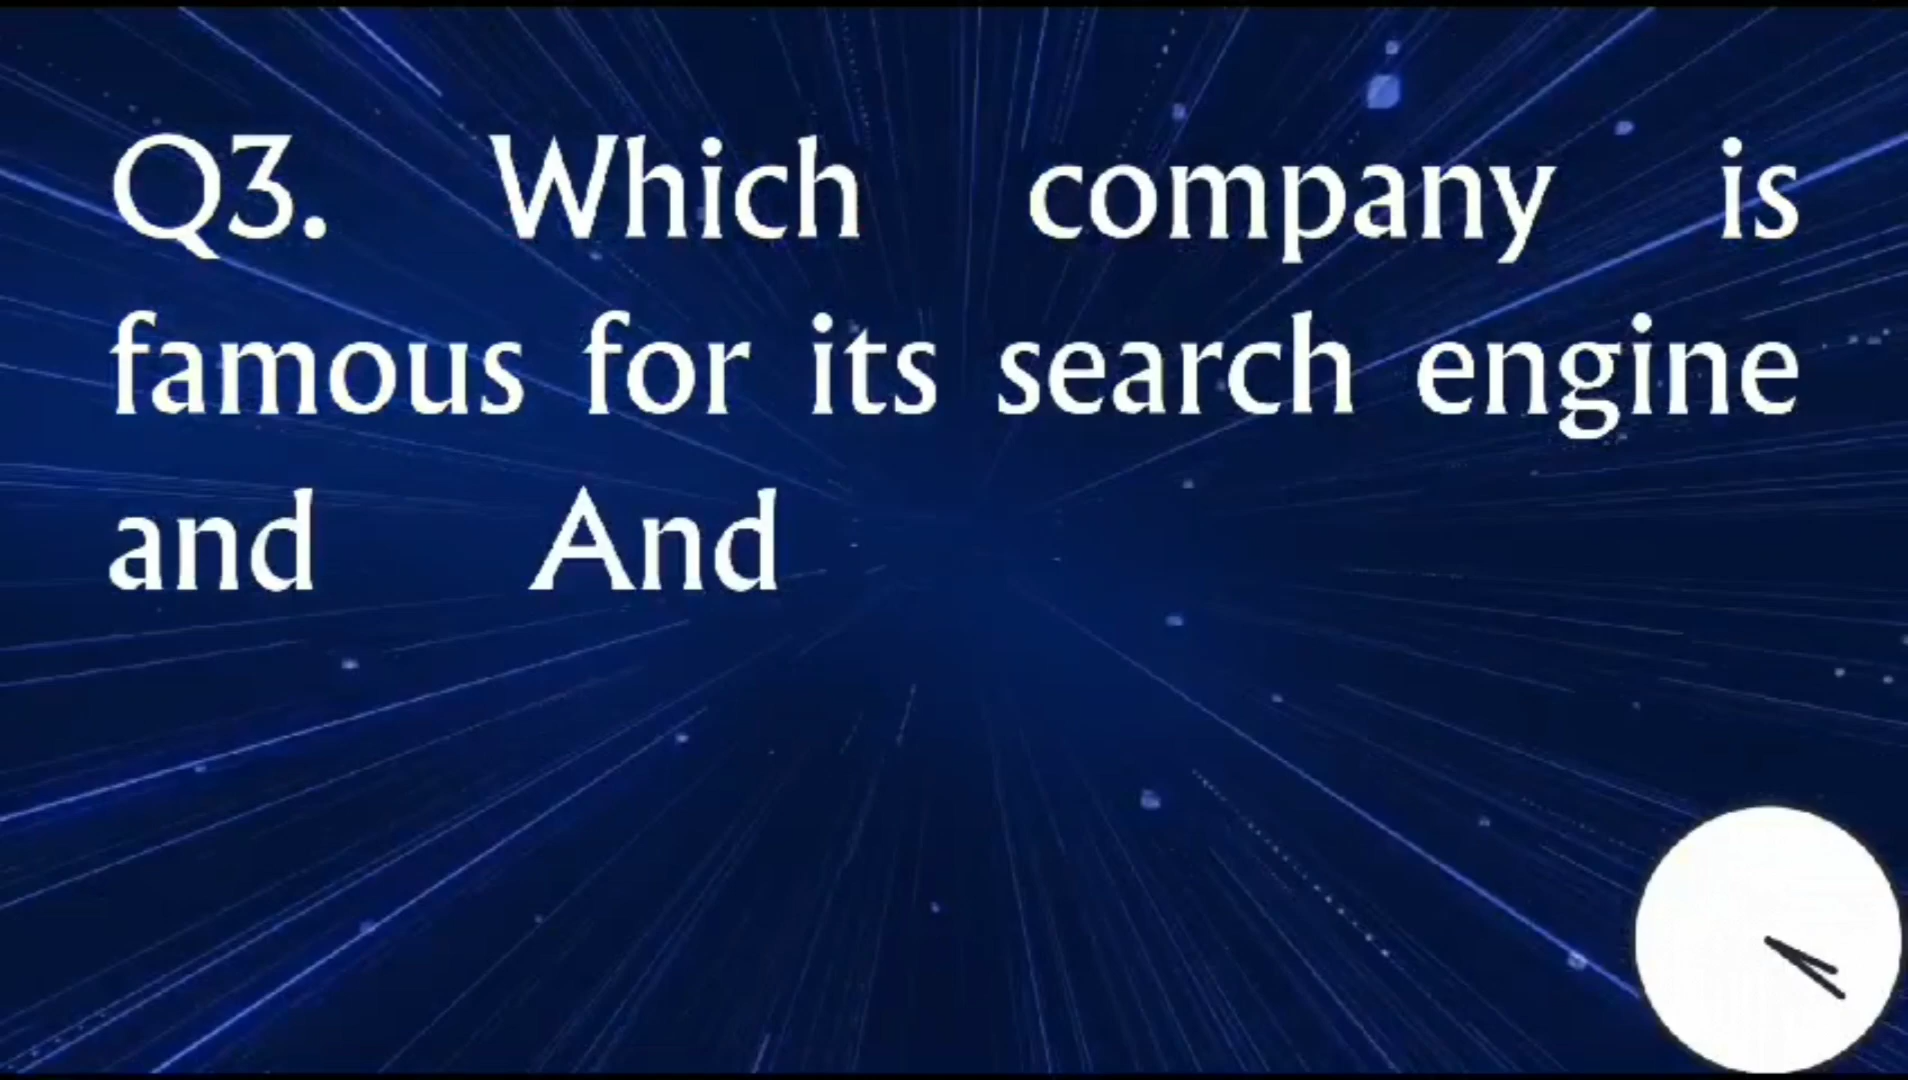 Q3. Which company is
famous for its search engine
and And